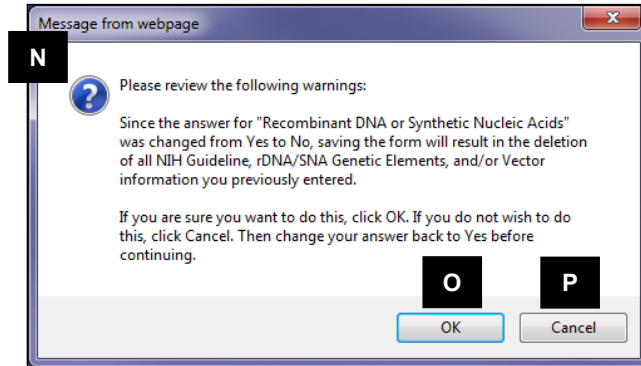 Message from webpage
x
N
Please review the following warnings:
Since the answer for "Recombinant DNA or Synthetic Nucleic Acids"
was changed from Yes to No, saving the form will result in the deletion
of all NIH Guideline, rDNA/SNA Genetic Elements, and/or Vector
information you previously entered.
If you are sure you want to do this, click OK. If you do not wish to do
this, click Cancel. Then change your answer back to Yes before
continuing.
O
P
OK
Cancel